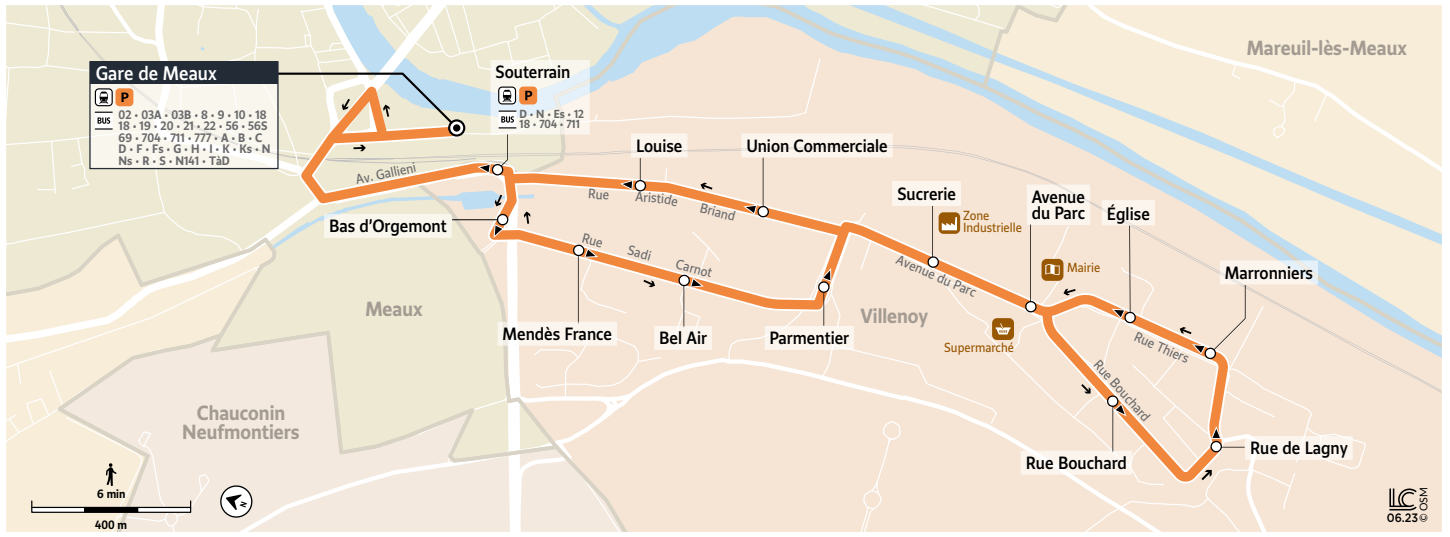 Mareuil-lès-Meaux
Gare de Meaux
P
BUS
02 • 03A • 03B • 8 • 9 • 10 • 18
18 • 19 • 20 • 21 • 22 • 56 • 565
69 • 704 • 711 • 777 • A • B • C
D • F • Fs • G • H • I • K • Ks • N
Ns • R • S • N141 • TàD
Souterrain
P
BUS
D • N • Es • 12
18 • 704 • 711
Louise
Union Commerciale
Av. Gallieni
Rue Aristide Briand
Sucrerie
Zone
Industrielle
Avenue
du Parc
Église
Bas d'Orgemont
Rue Sadi Carnot
Avenue du Parc
Mairie
Marronniers
Meaux
Villenoy
Mendès France
Bel Air
Parmentier
Supermarché
Rue Thiers
Rue Bouchard
Chauconin
Neufmontiers
Rue Bouchard
Rue de Lagny
6 min
400 m
N
LC
06.23 © OSM